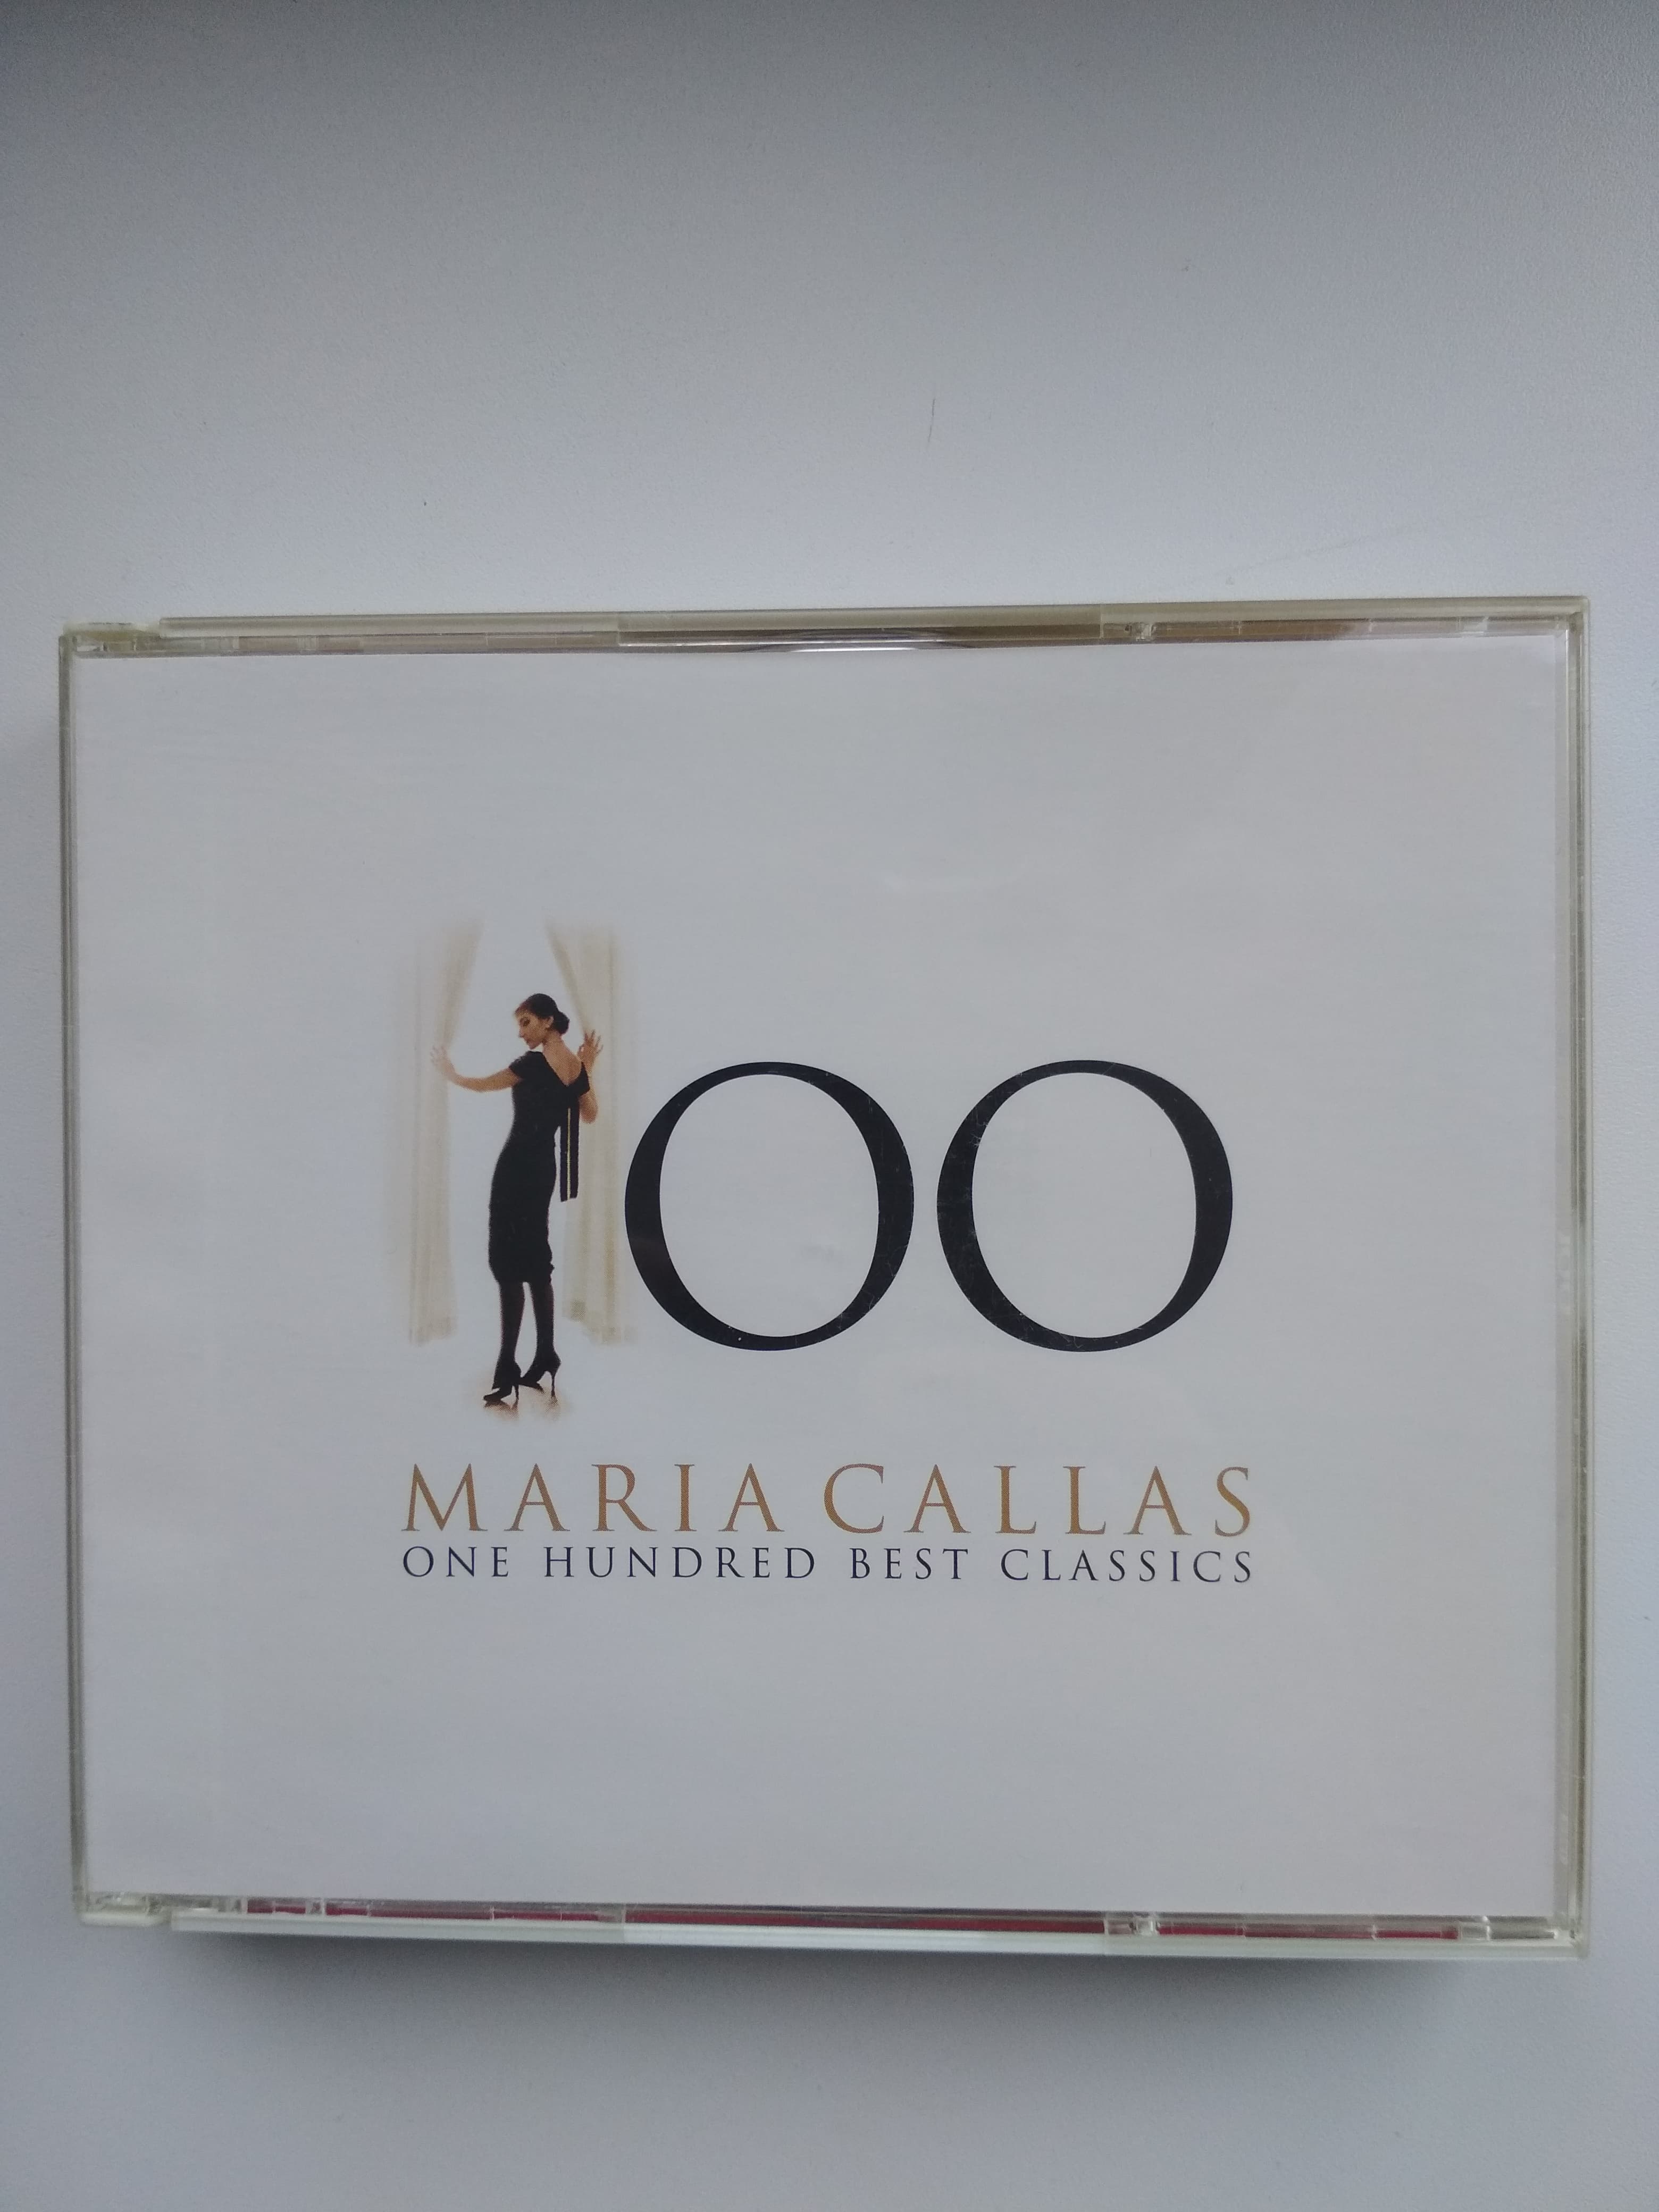 100
MARIA CALLAS
ONE HUNDRED BEST CLASSICS